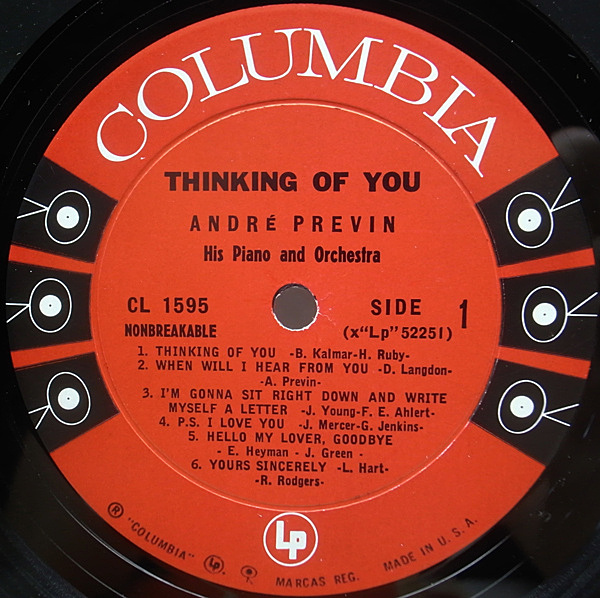 COLUMBIA
THINKING OF YOU
ANDRÉ PREVIN
His Piano and Orchestra
CL 1595
NONBREAKABLE
SIDE 1
(x"Lp" 52251)
1. THINKING OF YOU -B. Kalmar-H. Ruby-
2. WHEN WILL I HEAR FROM YOU -D. Langdon-
-A. Previn-
3. I'M GONNA SIT RIGHT DOWN AND WRITE
MYSELF A LETTER -J. Young-F. E. Ahlert-
4. P.S. I LOVE YOU -J. Mercer-G. Jenkins-
5. HELLO MY LOVER, GOODBYE
- E. Heyman - J. Green -
6. YOURS SINCERELY -L. Hart-
-R. Rodgers-
Lp
® "COLUMBIA" Lp. MARCAS REG. MADE IN U.S.A.